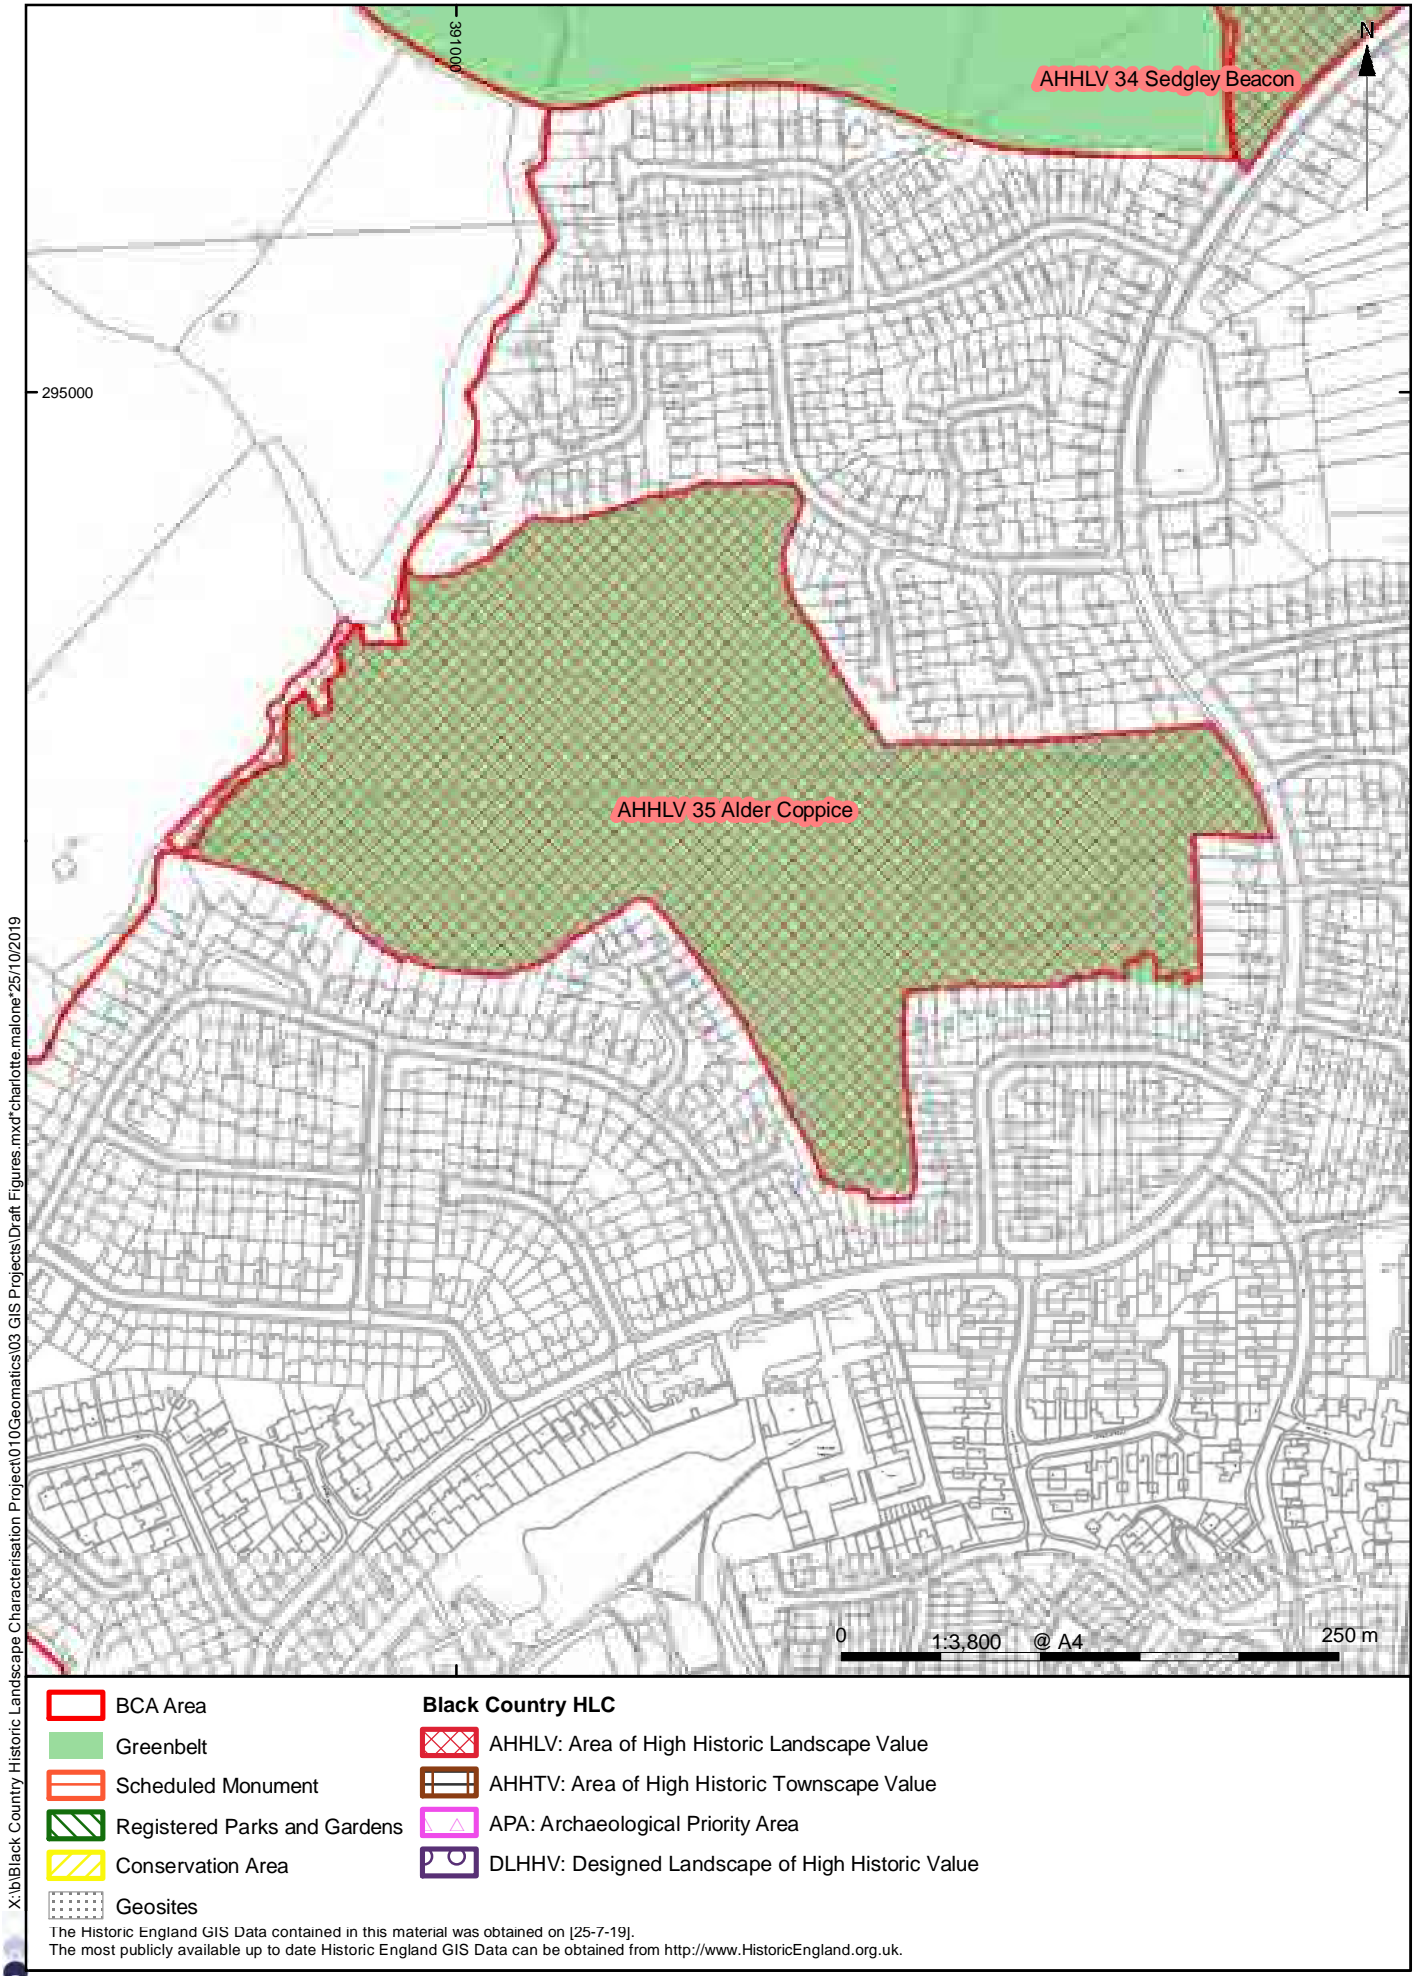 391000
N
AHHLV 34 Sedgley Beacon
295000
AHHLV 35 Alder Coppice
0
1:3,800 @ A4
250 m
X:\b\Black Country Historic Landscape Characterisation Project\010Geomatics\03 GIS Projects\Draft Figures.mxd*charlotte.malone*25/10/2019
BCA Area
Greenbelt
Scheduled Monument
Registered Parks and Gardens
Conservation Area
Geosites
Black Country HLC
AHHLV: Area of High Historic Landscape Value
AHHTV: Area of High Historic Townscape Value
APA: Archaeological Priority Area
DLHHV: Designed Landscape of High Historic Value
The Historic England GIS Data contained in this material was obtained on [25-7-19].
The most publicly available up to date Historic England GIS Data can be obtained from http://www.HistoricEngland.org.uk.